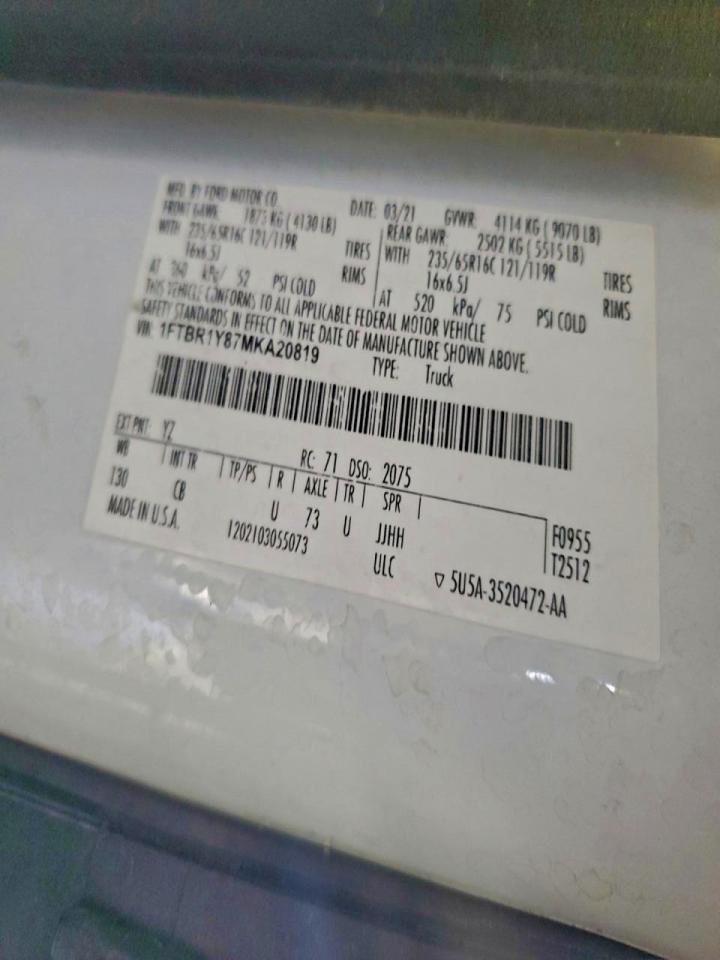 MFD. BY FORD MOTOR CO. DATE: 03/21 GVWR: 4114 KG ( 9070 LB)
FRONT GAWR: 1873 KG ( 4130 LB) REAR GAWR: 2502 KG ( 5515 LB)
WITH 235/65R16C 121/119R TIRES WITH 235/65R16C 121/119R TIRES
16x6.5J RIMS 16x6.5J RIMS
AT 360 kPa/ 52 PSI COLD AT 520 kPa/ 75 PSI COLD
THIS VEHICLE CONFORMS TO ALL APPLICABLE FEDERAL MOTOR VEHICLE
SAFETY STANDARDS IN EFFECT ON THE DATE OF MANUFACTURE SHOWN ABOVE.
VIN: 1FTBR1Y87MKA20819 TYPE: Truck
EXT PNT: YZ RC: 71 DSO: 2075
WB INT TR TP/PS R AXLE TR SPR F0955
130 CB U 73 U JJHH T2512
MADE IN U.S.A. 1202103055073 ULC ▽ 5U5A-3520472-AA